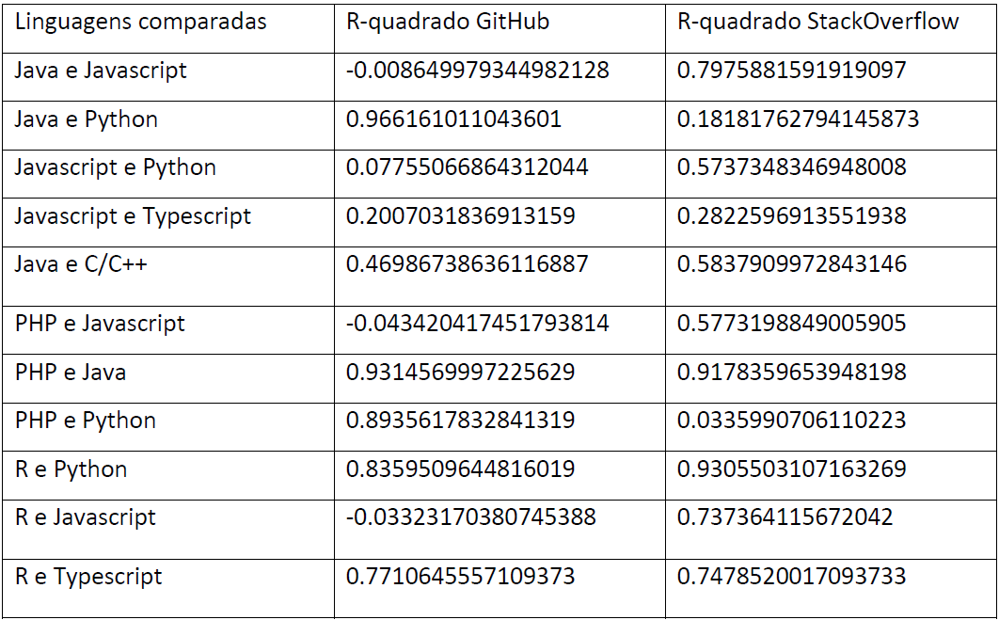 Linguagens comparadas R-quadrado GitHub R-quadrado StackOverflow
Java e Javascript -0.008649979344982128 0.7975881591919097
Java e Python 0.966161011043601 0.18181762794145873
Javascript e Python 0.07755066864312044 0.5737348346948008
Javascript e Typescript 0.2007031836913159 0.2822596913551938
Java e C/C++ 0.46986738636116887 0.5837909972843146
PHP e Javascript -0.043420417451793814 0.5773198849005905
PHP e Java 0.9314569997225629 0.9178359653948198
PHP e Python 0.8935617832841319 0.0335990706110223
R e Python 0.8359509644816019 0.9305503107163269
R e Javascript -0.03323170380745388 0.737364115672042
R e Typescript 0.7710645557109373 0.7478520017093733